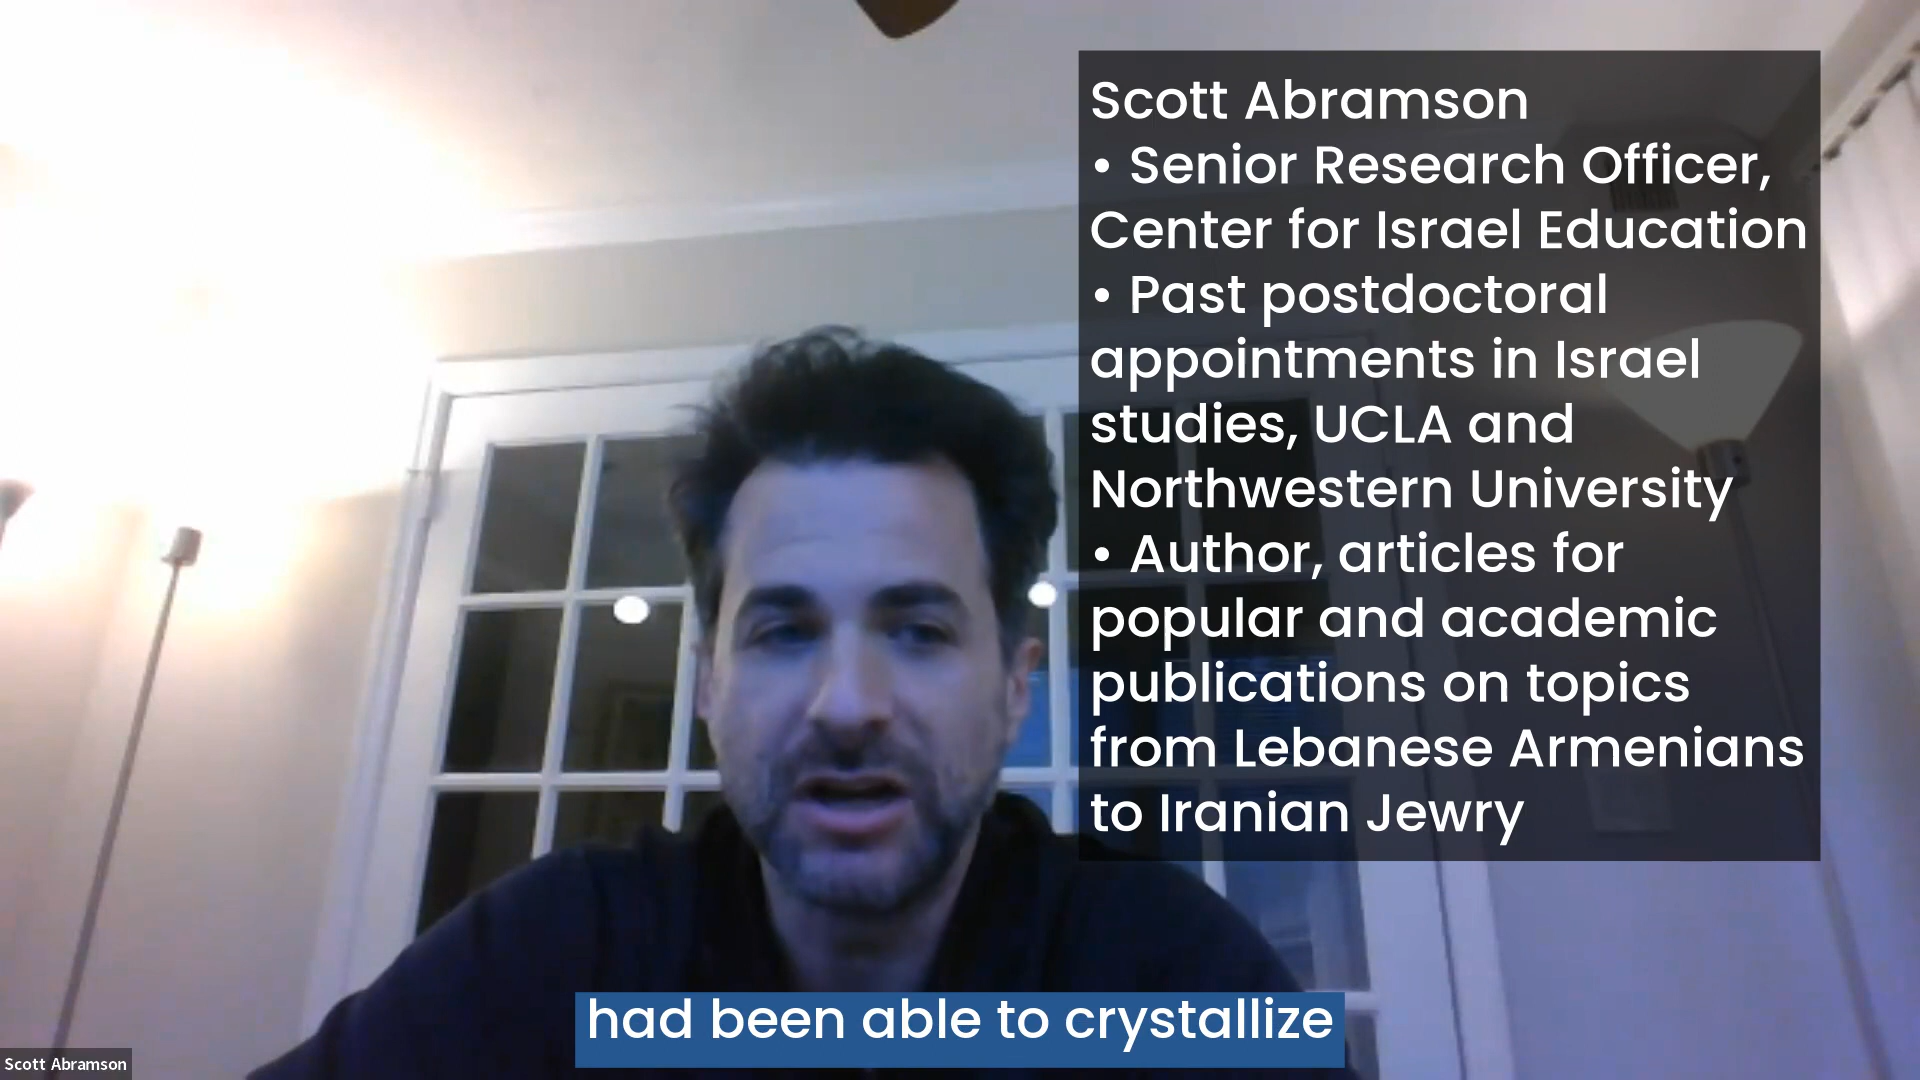 Scott Abramson
• Senior Research Officer,
Center for Israel Education
• Past postdoctoral
appointments in Israel
studies, UCLA and
Northwestern University
• Author, articles for
popular and academic
publications on topics
from Lebanese Armenians
to Iranian Jewry
had been able to crystallize
Scott Abramson